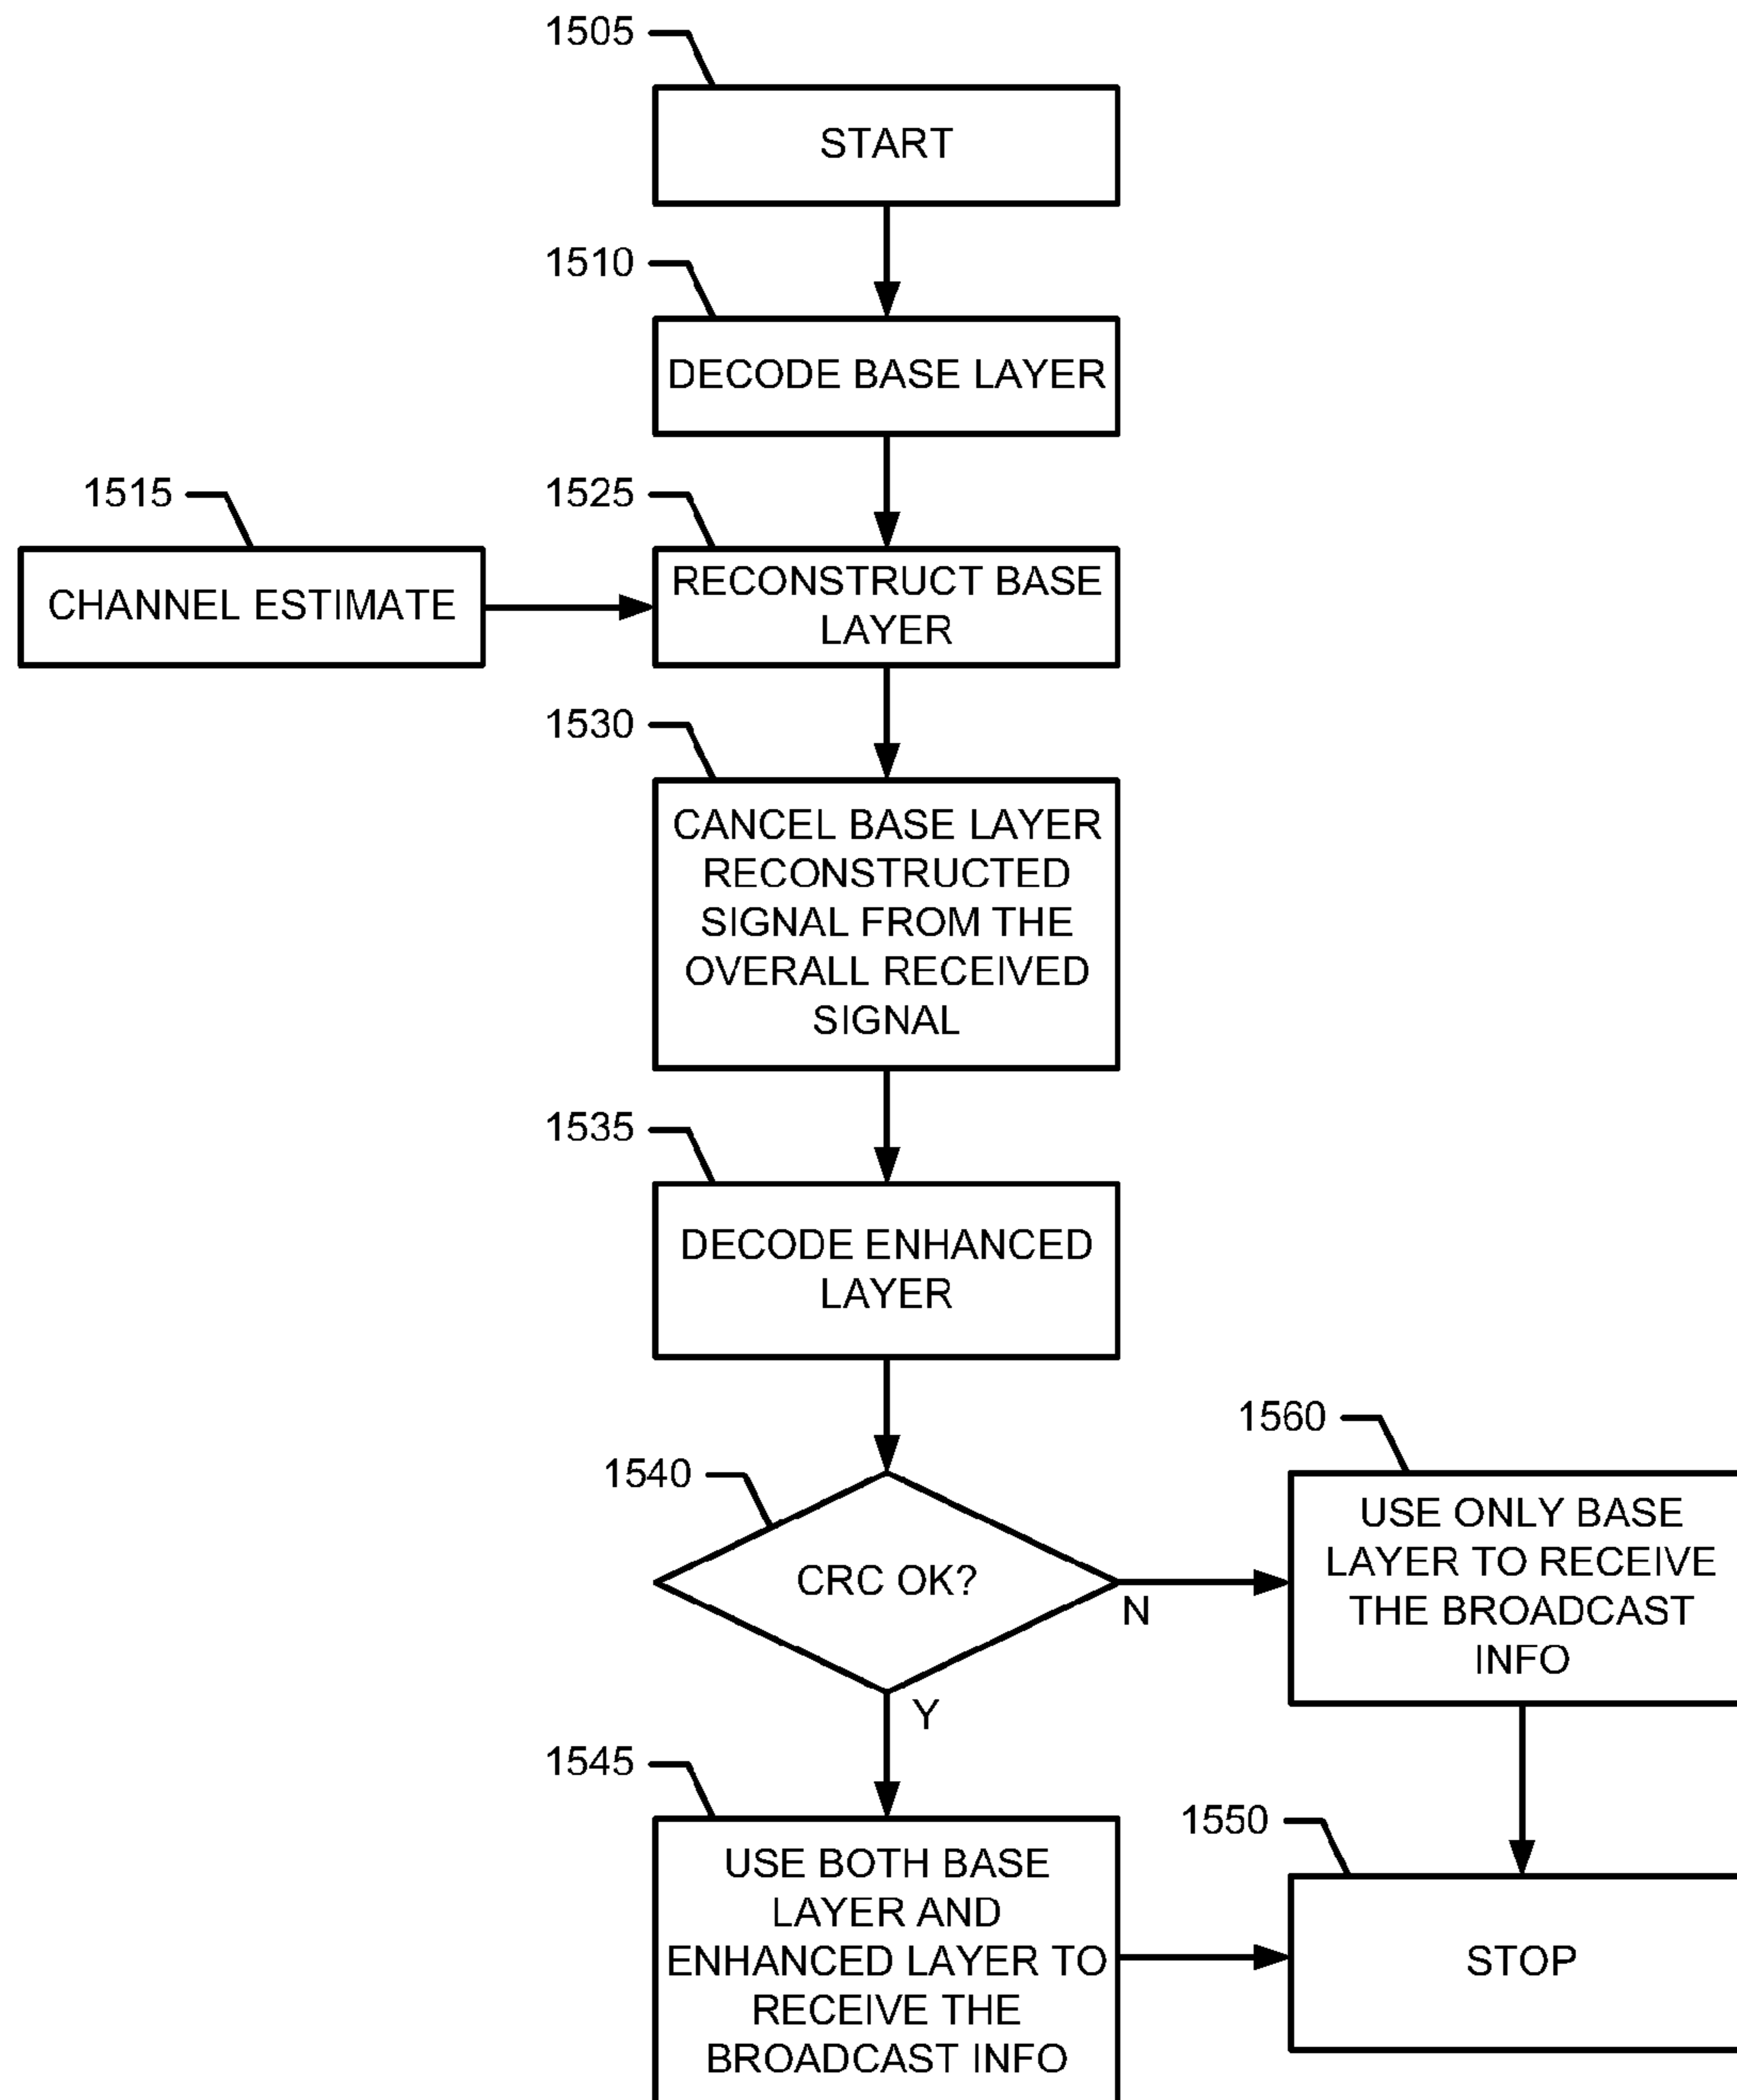 1505
START
1510
DECODE BASE LAYER
1515
CHANNEL ESTIMATE
1525
RECONSTRUCT BASE
LAYER
1530
CANCEL BASE LAYER
RECONSTRUCTED
SIGNAL FROM THE
OVERALL RECEIVED
SIGNAL
1535
DECODE ENHANCED
LAYER
1540
CRC OK?
N
Y
1560
USE ONLY BASE
LAYER TO RECEIVE
THE BROADCAST
INFO
1545
USE BOTH BASE
LAYER AND
ENHANCED LAYER TO
RECEIVE THE
BROADCAST INFO
1550
STOP